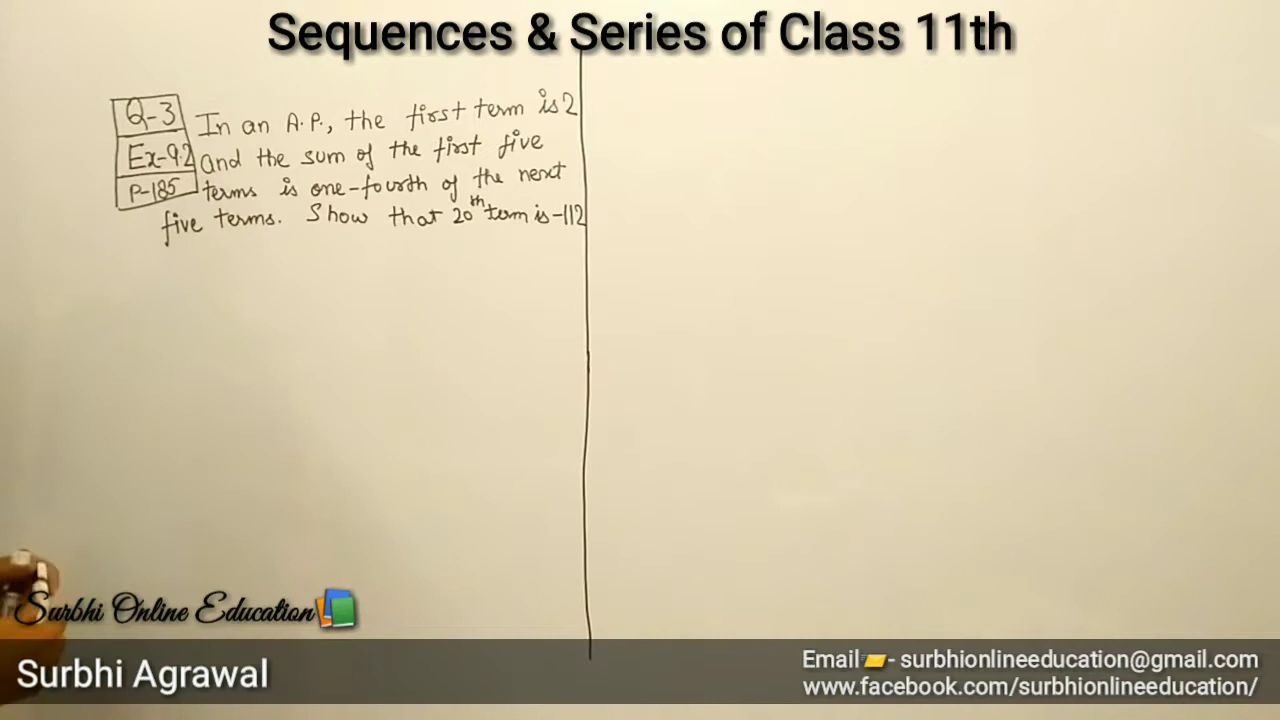 Sequences & Series of Class 11th
Q-3
Ex-9.2
P-185
In an A.P., the first term is 2
and the sum of the first five
terms is one-fourth of the next
five terms. Show that 20th term is -112
Surbhi Online Education
Surbhi Agrawal
Email - surbhionlineeducation@gmail.com
www.facebook.com/surbhionlineeducation/